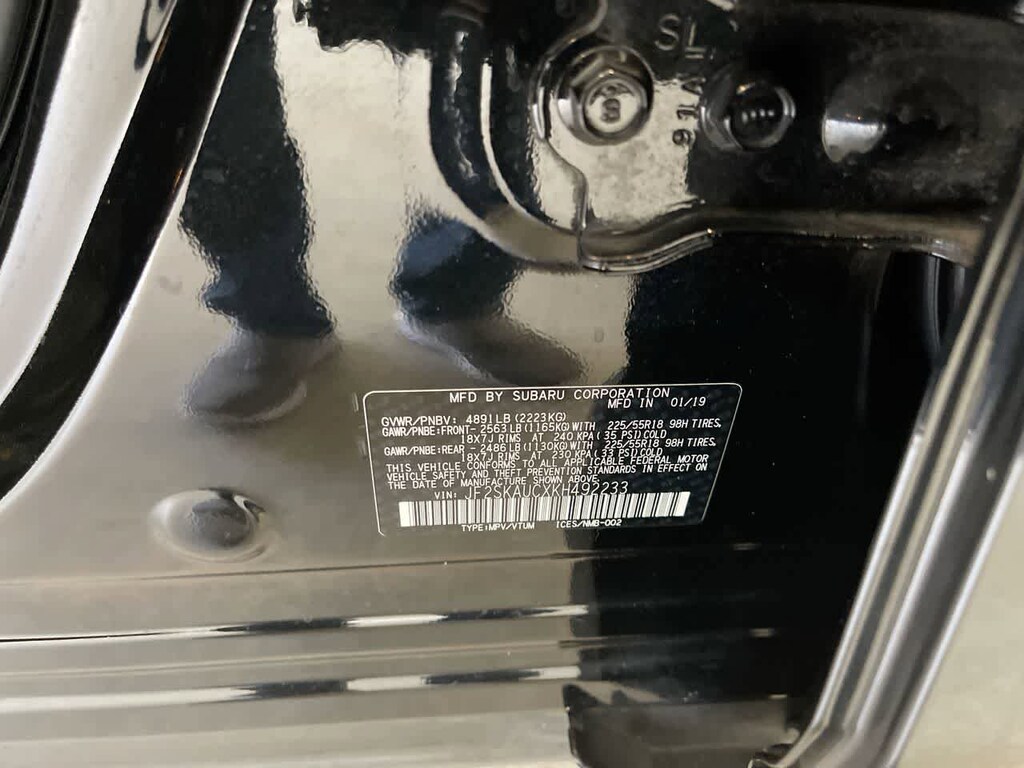 SL
914
8
MFD BY SUBARU CORPORATION
MFD IN 01/19
GVWR/PNBV: 4891LB (2223KG)
GAWR/PNBE:FRONT- 2563LB(1165KG)WITH 225/55R18 98H TIRES.
18X7J RIMS AT 240 KPA( 35 PSI)COLD
GAWR/PNBE:REAR - 2486LB(1130KG)WITH 225/55R18 98H TIRES.
18X7J RIMS AT 230 KPA( 33 PSI)COLD
THIS VEHICLE CONFORMS TO ALL APPLICABLE FEDERAL MOTOR
VEHICLE SAFETY AND THEFT PREVENTION STANDARDS IN EFFECT ON
THE DATE OF MANUFACTURE SHOWN ABOVE.
VIN: JF2SKAUCXKH492233
TYPE:MPV/VTUM ICES/NMB-002